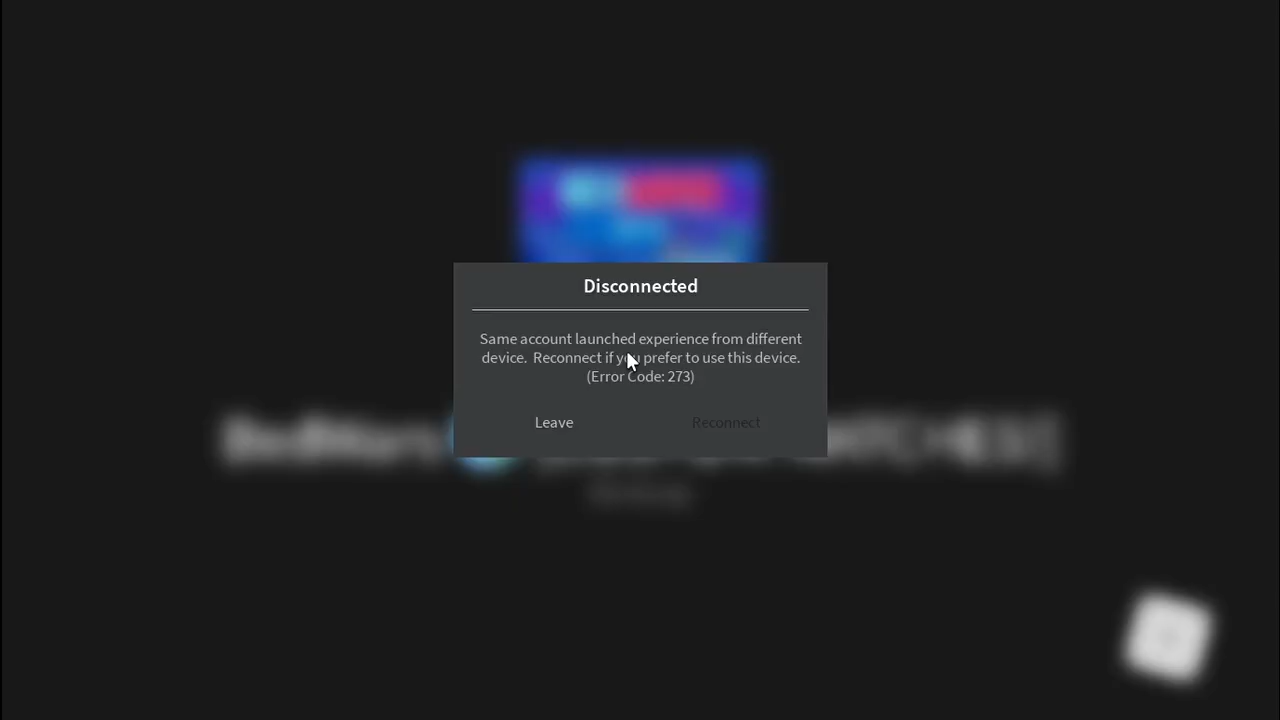 Disconnected
Same account launched experience from different
device. Reconnect if you prefer to use this device.
(Error Code: 273)
Leave
Reconnect